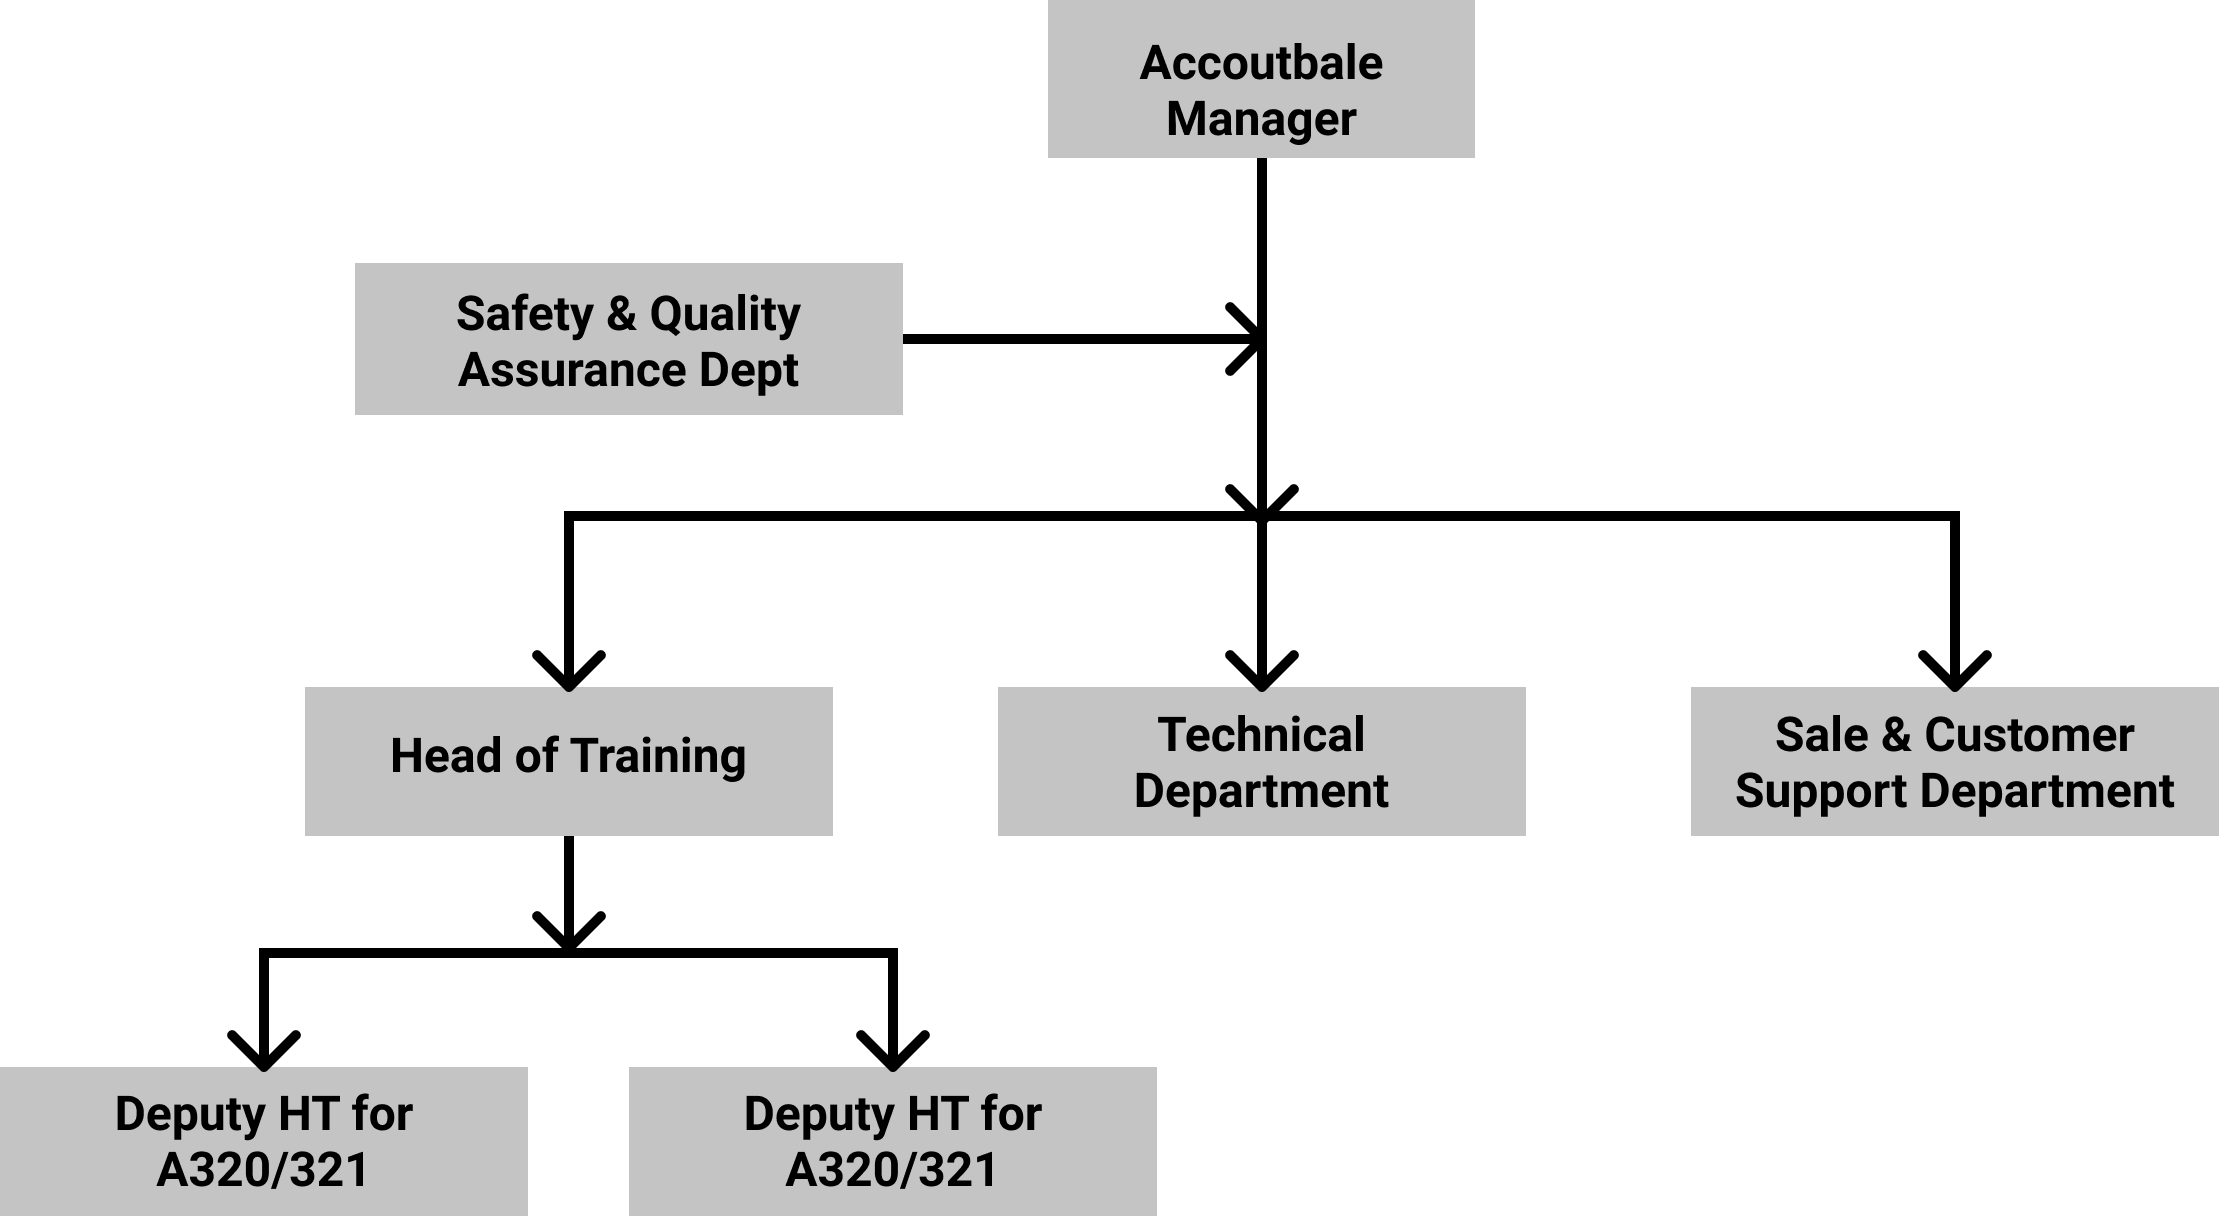 Accoutbale
Manager
Safety & Quality
Assurance Dept
Head of Training
Technical
Department
Sale & Customer
Support Department
Deputy HT for
A320/321
Deputy HT for
A320/321